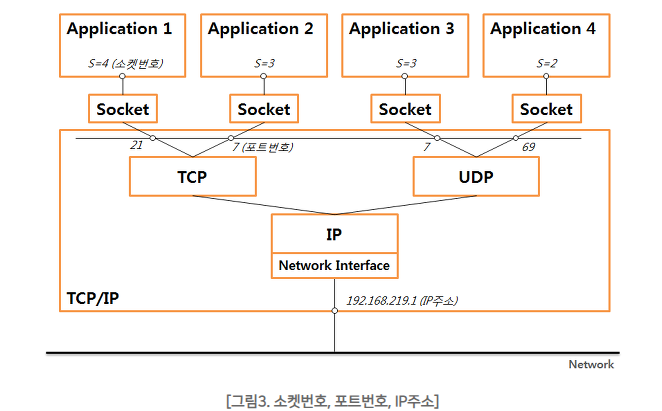 Application 1
Application 2
Application 3
Application 4
S=4 (소켓번호)
S=3
S=3
S=2
Socket
Socket
Socket
Socket
21
7 (포트번호)
7
69
TCP
UDP
IP
Network Interface
TCP/IP
192.168.219.1 (IP주소)
Network
[그림3. 소켓번호, 포트번호, IP주소]